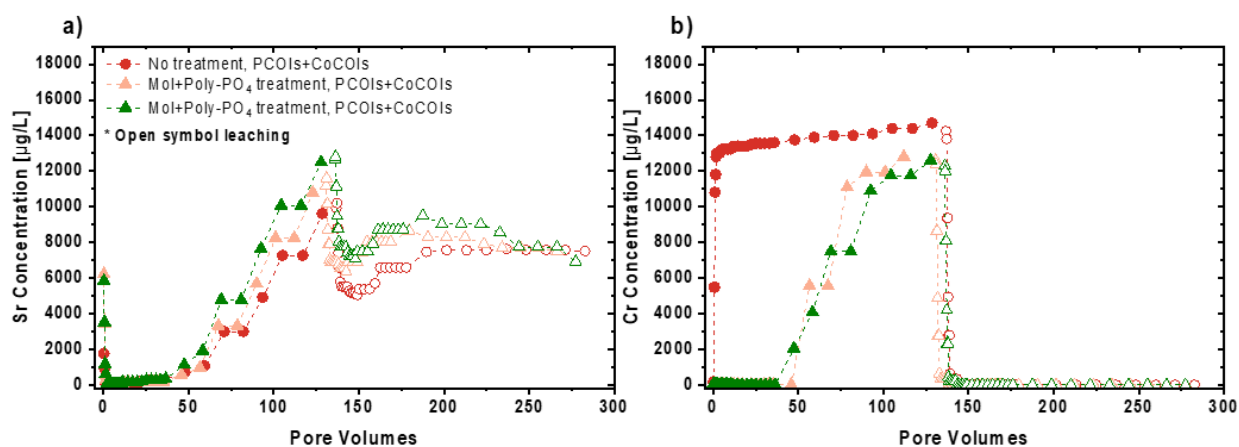 a)
b)
18000
16000
14000
12000
10000
8000
6000
4000
2000
0
Sr Concentration [µg/L]
No treatment, PCOIs+CoCOIs
Mol+Poly-PO₄ treatment, PCOIs+CoCOIs
Mol+Poly-PO₄ treatment, PCOIs+CoCOIs
* Open symbol leaching
0 50 100 150 200 250 300
Pore Volumes
18000
16000
14000
12000
10000
8000
6000
4000
2000
0
Cr Concentration [µg/L]
0 50 100 150 200 250 300
Pore Volumes